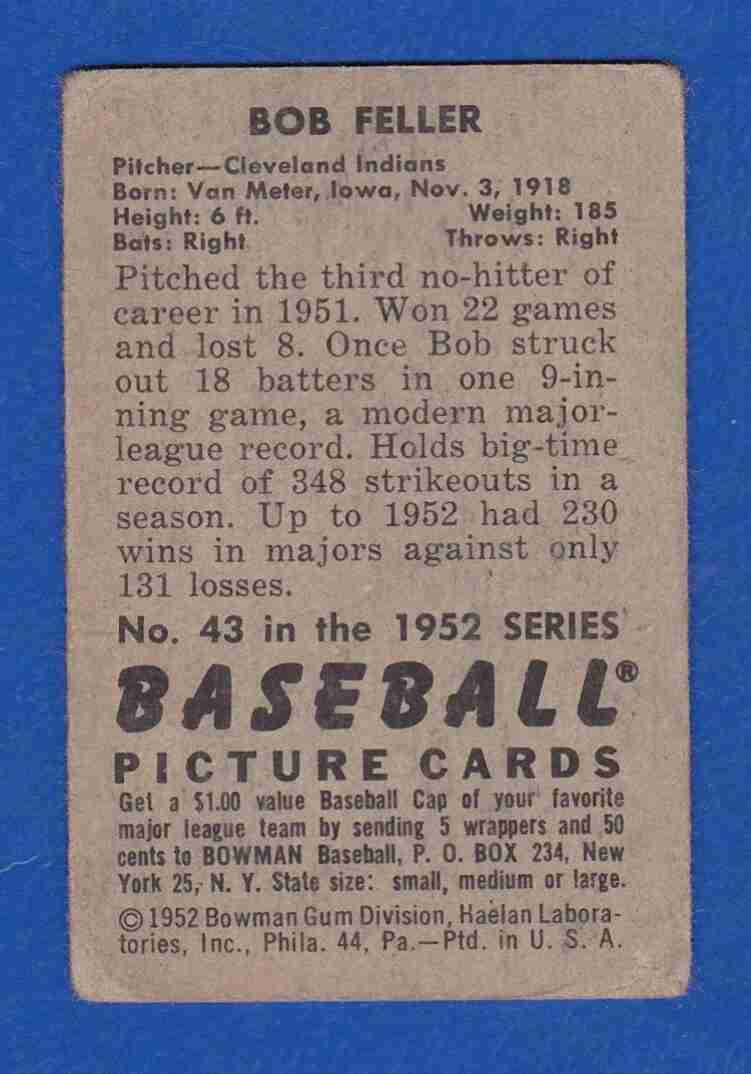 BOB FELLER
Pitcher—Cleveland Indians
Born: Van Meter, Iowa, Nov. 3, 1918
Height: 6 ft. Weight: 185
Bats: Right Throws: Right
Pitched the third no-hitter of
career in 1951. Won 22 games
and lost 8. Once Bob struck
out 18 batters in one 9-in-
ning game, a modern major-
league record. Holds big-time
record of 348 strikeouts in a
season. Up to 1952 had 230
wins in majors against only
131 losses.
No. 43 in the 1952 SERIES
BASEBALL®
PICTURE CARDS
Get a $1.00 value Baseball Cap of your favorite
major league team by sending 5 wrappers and 50
cents to BOWMAN Baseball, P. O. BOX 234, New
York 25, N. Y. State size: small, medium or large.
© 1952 Bowman Gum Division, Haelan Labora-
tories, Inc., Phila. 44, Pa.—Ptd. in U. S. A.